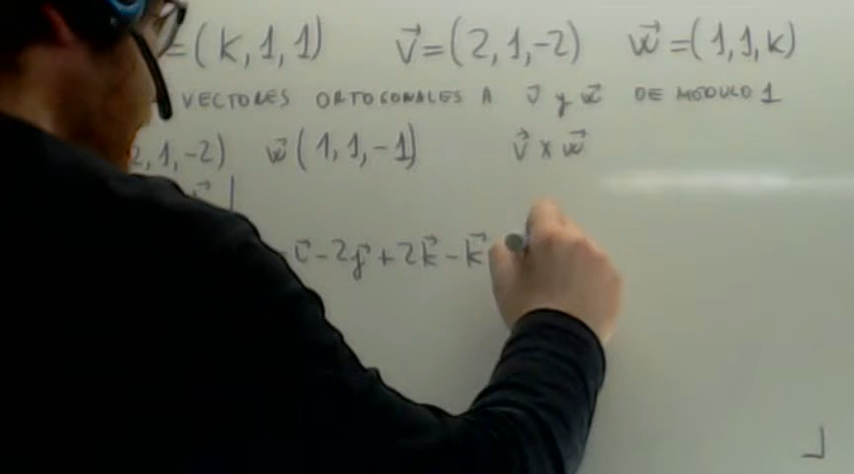 =(k,1,1) v⃗=(2,1,-2) w⃗=(1,1,k)
VECTORES ORTOGONALES A v⃗ y w⃗ DE MODULO 1
2,1,-2) w⃗(1,1,-1) v⃗ x w⃗
-i⃗-2j⃗+2k⃗-k⃗